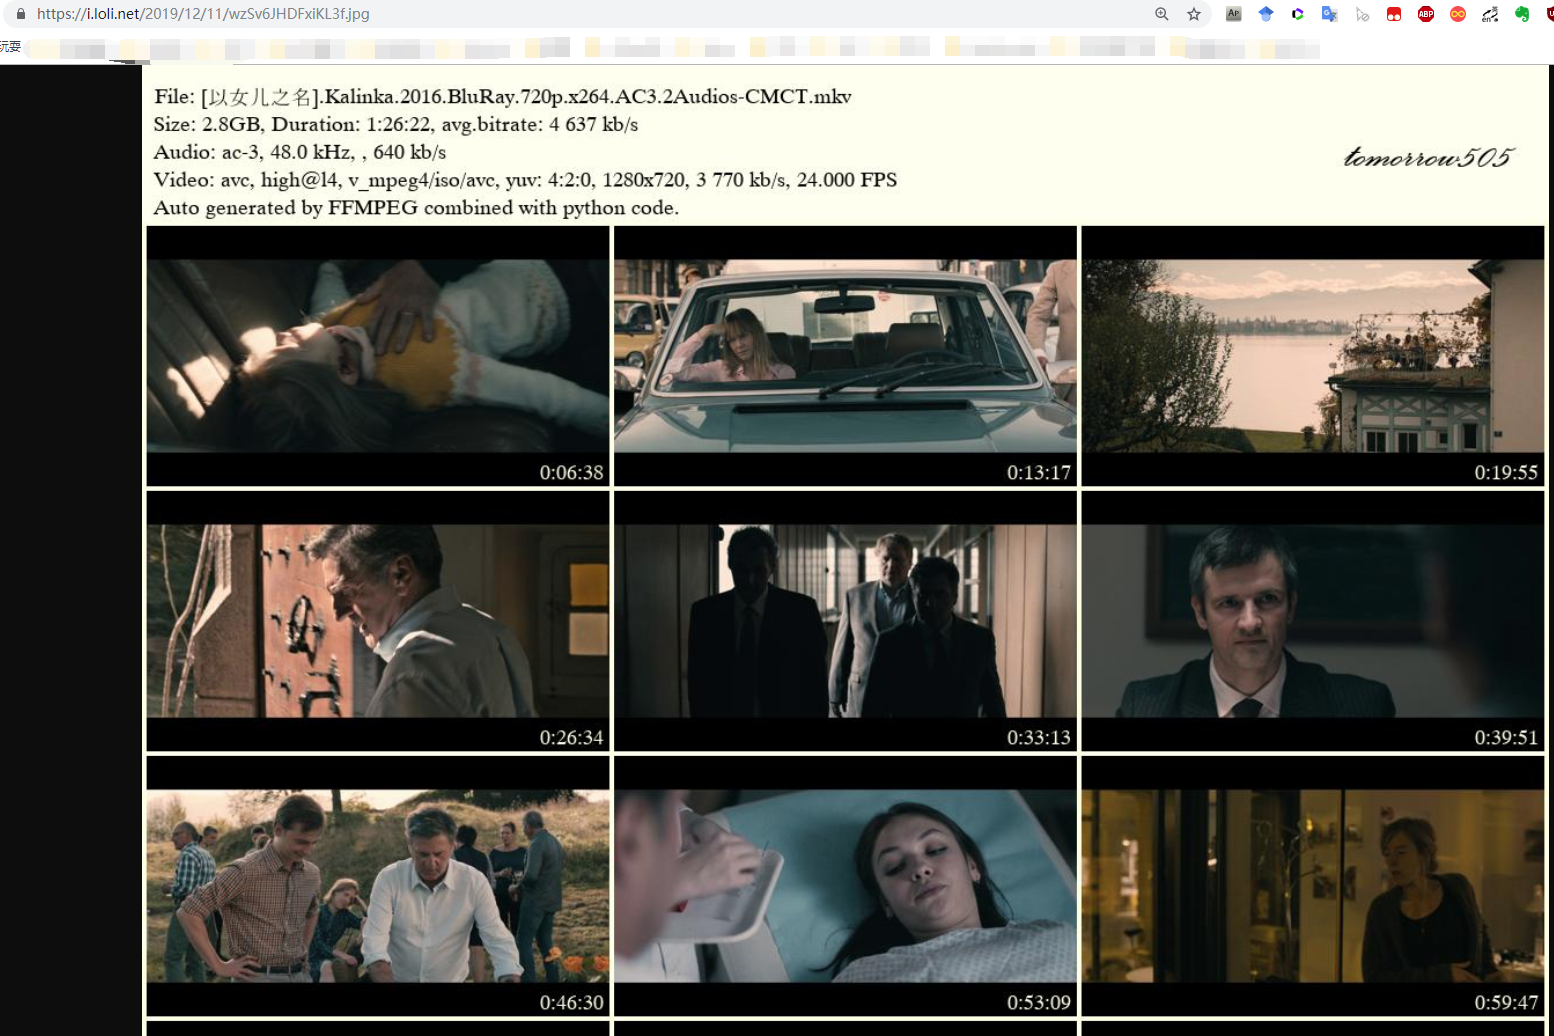 https://i.loli.net/2019/12/11/wzSv6JHDFxiKL3f.jpg
玩耍
File: [以女儿之名].Kalinka.2016.BluRay.720p.x264.AC3.2Audios-CMCT.mkv
Size: 2.8GB, Duration: 1:26:22, avg.bitrate: 4 637 kb/s
Audio: ac-3, 48.0 kHz, , 640 kb/s
Video: avc, high@l4, v_mpeg4/iso/avc, yuv: 4:2:0, 1280x720, 3 770 kb/s, 24.000 FPS
Auto generated by FFMPEG combined with python code.
tomorrow505
0:06:38
0:13:17
0:19:55
0:26:34
0:33:13
0:39:51
0:46:30
0:53:09
0:59:47